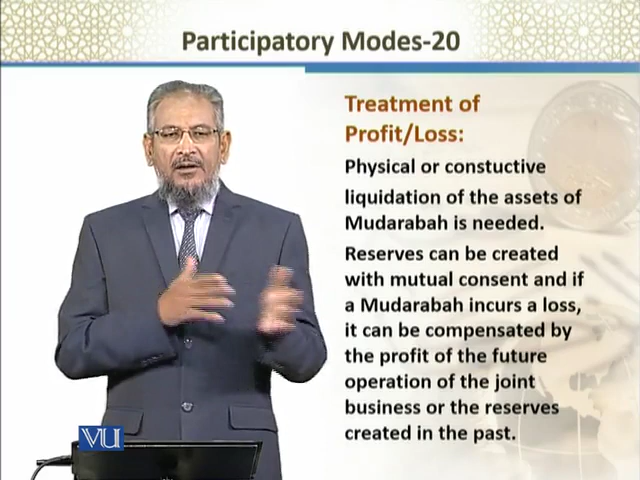 Participatory Modes-20
Treatment of
Profit/Loss:
Physical or constuctive
liquidation of the assets of
Mudarabah is needed.
Reserves can be created
with mutual consent and if
a Mudarabah incurs a loss,
it can be compensated by
the profit of the future
operation of the joint
business or the reserves
created in the past.
VU